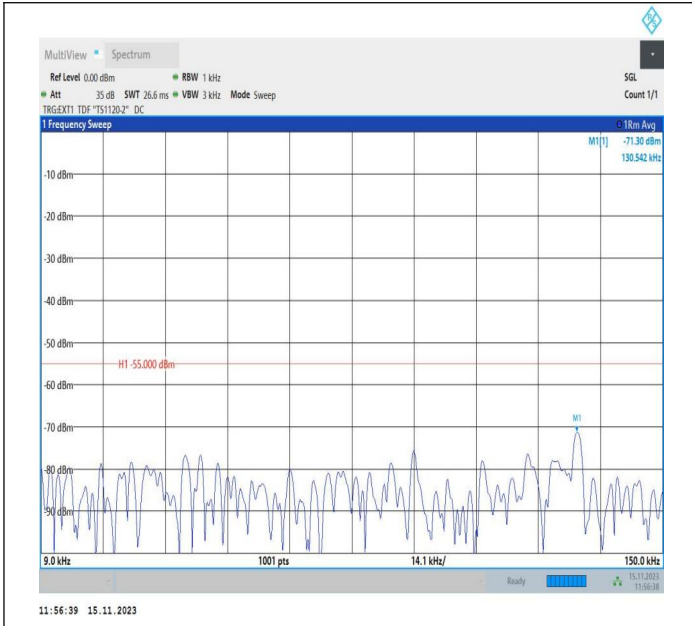 MultiView Spectrum
Ref Level 0.00 dBm RBW 1 kHz SGL
Att 35 dB SWT 26.6 ms VBW 3 kHz Mode Sweep Count 1/1
TRG:EXT1 TDF "TS1120-2" DC
1 Frequency Sweep 1Rm Avg
M1[1] -71.30 dBm
130.542 kHz
-10 dBm
-20 dBm
-30 dBm
-40 dBm
-50 dBm
H1 -55.000 dBm
-60 dBm
M1
-70 dBm
-80 dBm
-90 dBm
9.0 kHz 1001 pts 14.1 kHz/ 150.0 kHz
Ready 15.11.2023
11:56:38
11:56:39 15.11.2023